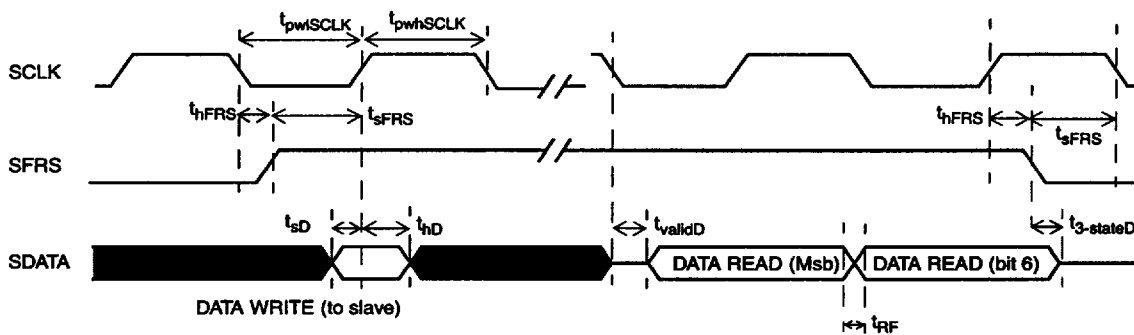 tpwlSCLK tpwhSCLK
SCLK
thFRS tsFRS thFRS tsFRS
SFRS
tsD thD tvalidD t3-stateD
SDATA DATA READ (Msb) DATA READ (bit 6)
DATA WRITE (to slave) tRF